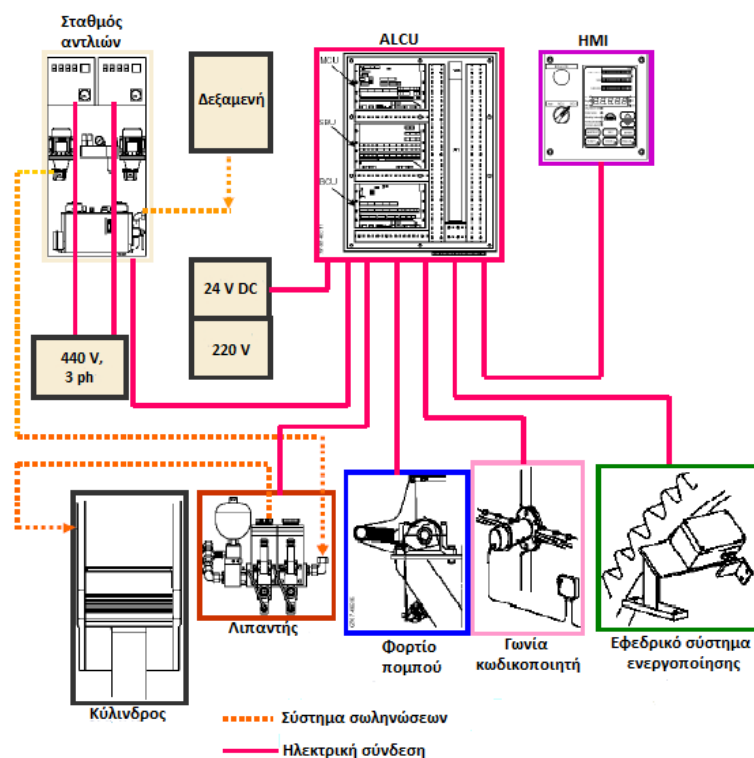 Σταθμός
αντλιών
ALCU
HMI
Δεξαμενή
MCU
SBU
BCU
24 V DC
220 V
440 V,
3 ph
Κύλινδρος
Λιπαντής
Φορτίο
πομπού
Γωνία
κωδικοποιητή
Εφεδρικό σύστημα
ενεργοποίησης
Σύστημα σωληνώσεων
Ηλεκτρική σύνδεση